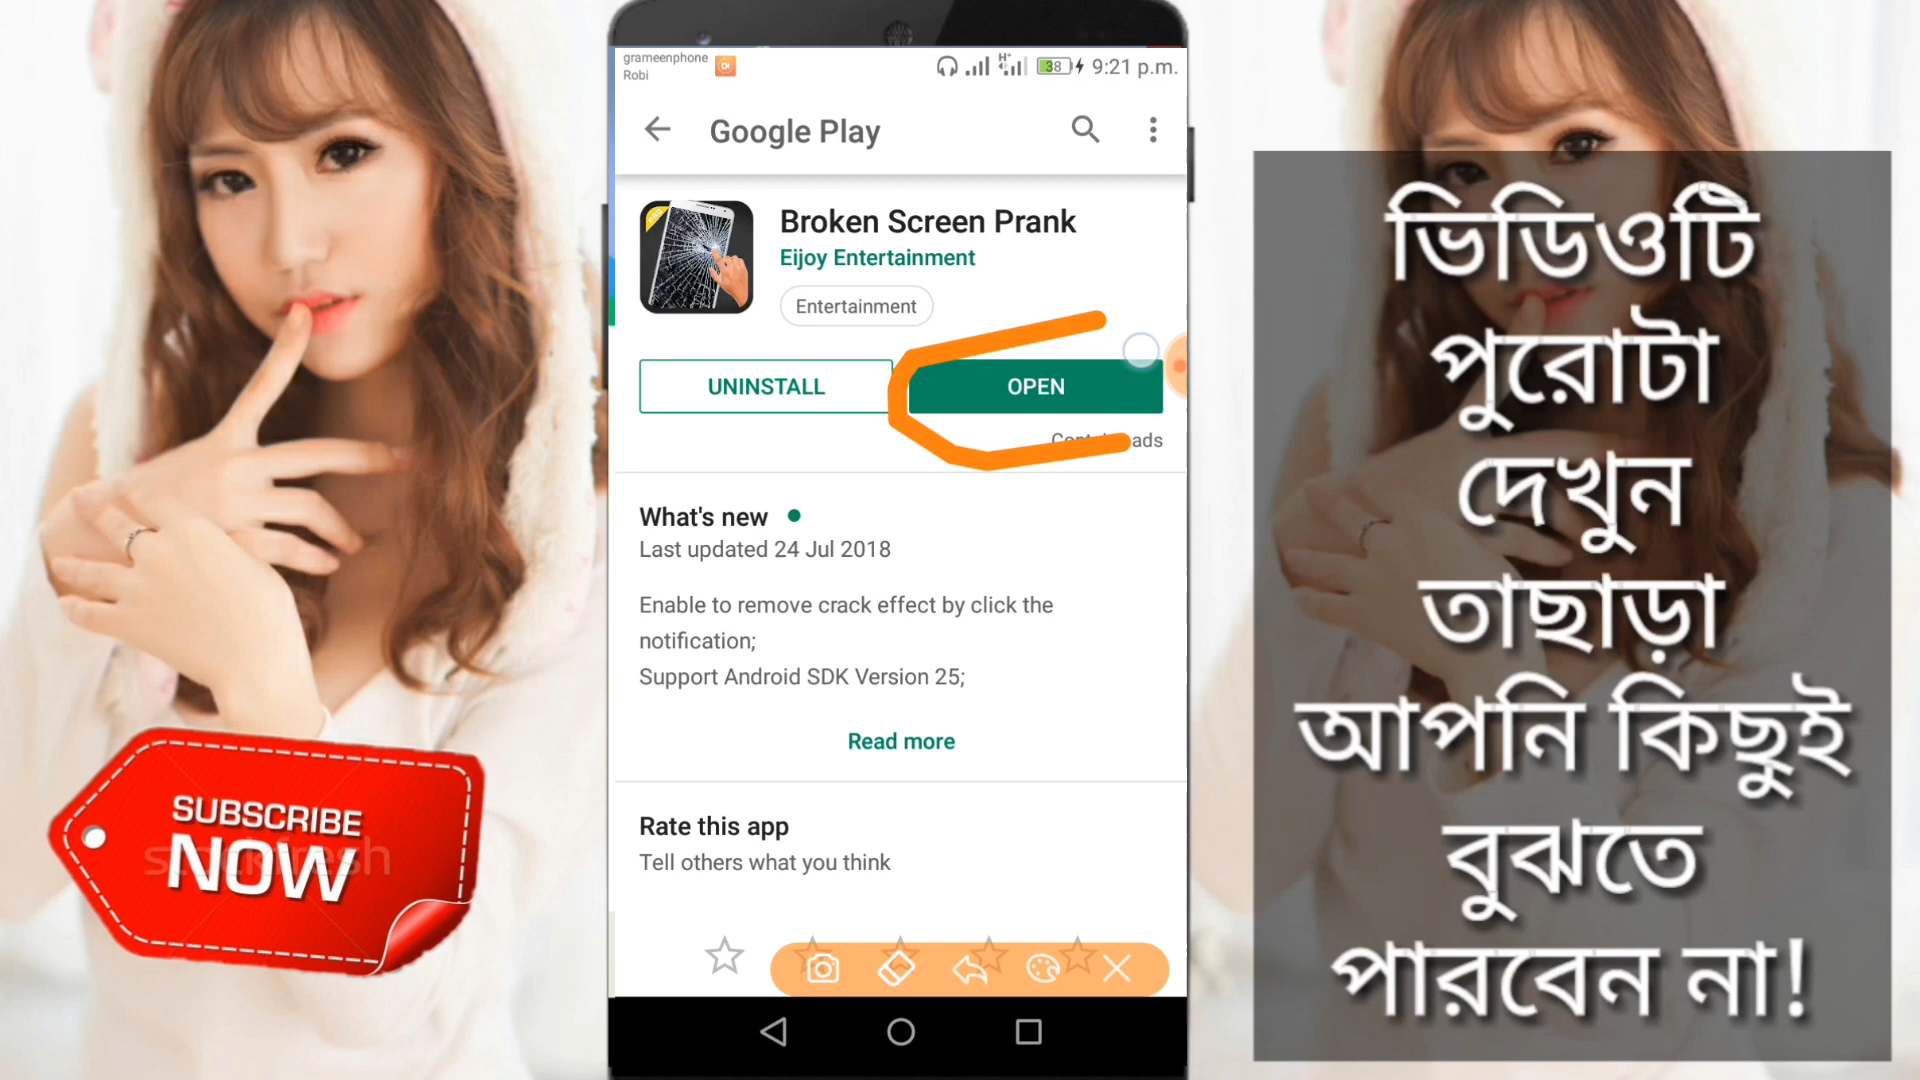 grameenphone
Robi
38
9:21 p.m.
Google Play
Broken Screen Prank
Eijoy Entertainment
Entertainment
UNINSTALL
OPEN
ads
What's new
Last updated 24 Jul 2018
Enable to remove crack effect by click the
notification;
Support Android SDK Version 25;
Read more
Rate this app
Tell others what you think
SUBSCRIBE
NOW
ভিডিওটি
পুরোটা
দেখুন
তাছাড়া
আপনি কিছুই
বুঝতে
পারবেন না!